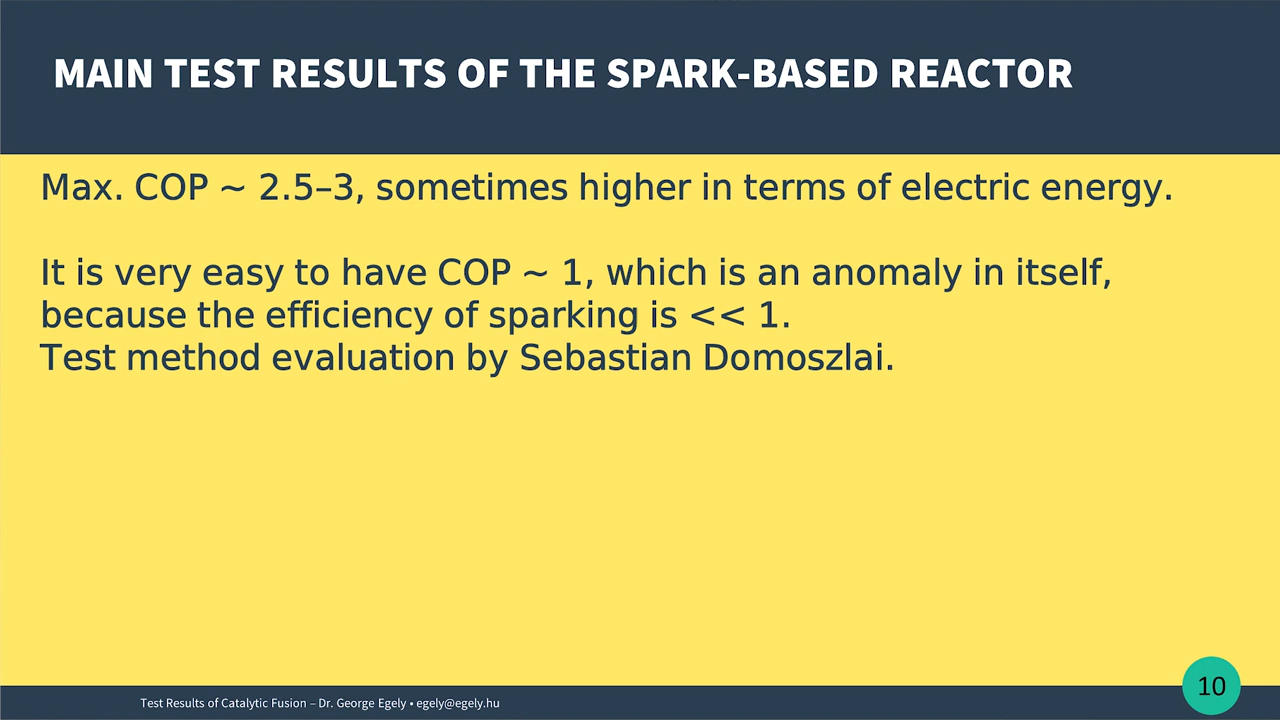 MAIN TEST RESULTS OF THE SPARK-BASED REACTOR
Max. COP ~ 2.5–3, sometimes higher in terms of electric energy.
It is very easy to have COP ~ 1, which is an anomaly in itself,
because the efficiency of sparking is << 1.
Test method evaluation by Sebastian Domoszlai.
Test Results of Catalytic Fusion – Dr. George Egely • egely@egely.hu
10